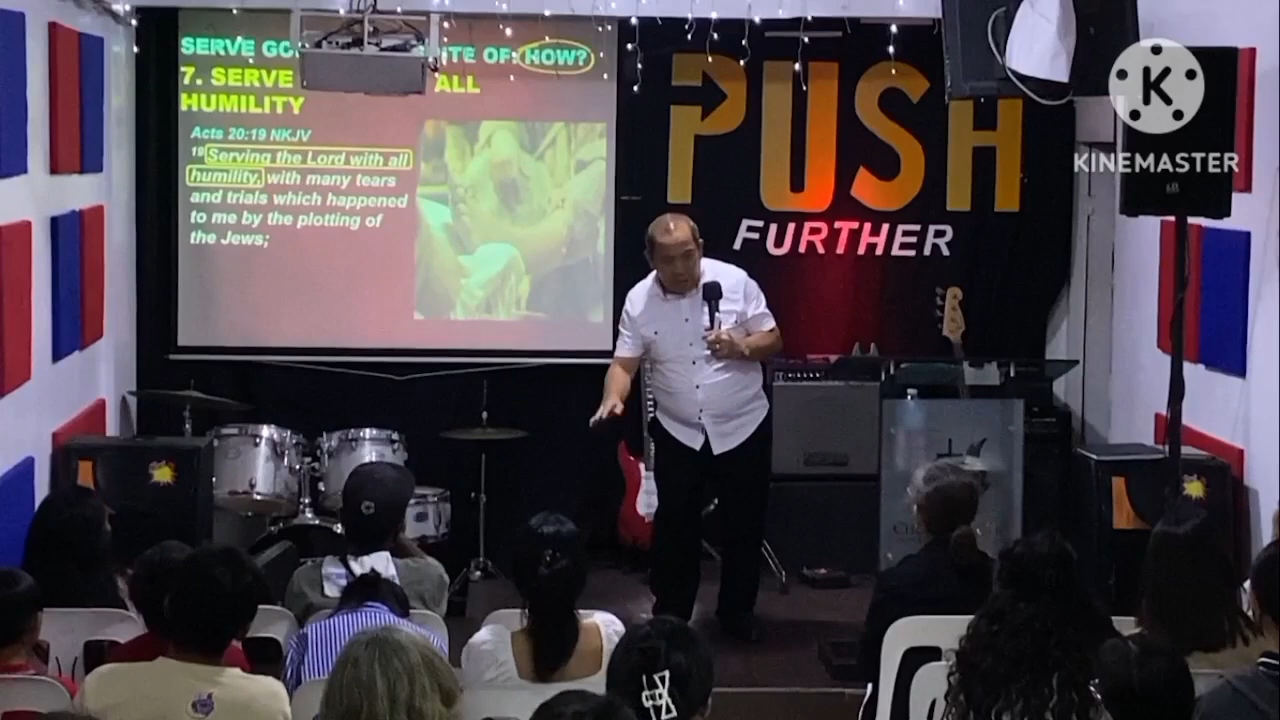 SERVE GO ITE OF: HOW?
7. SERVE ALL
HUMILITY
Acts 20:19 NKJV
19 Serving the Lord with all
humility, with many tears
and trials which happened
to me by the plotting of
the Jews;
PUSH
FURTHER
K
KINEMASTER